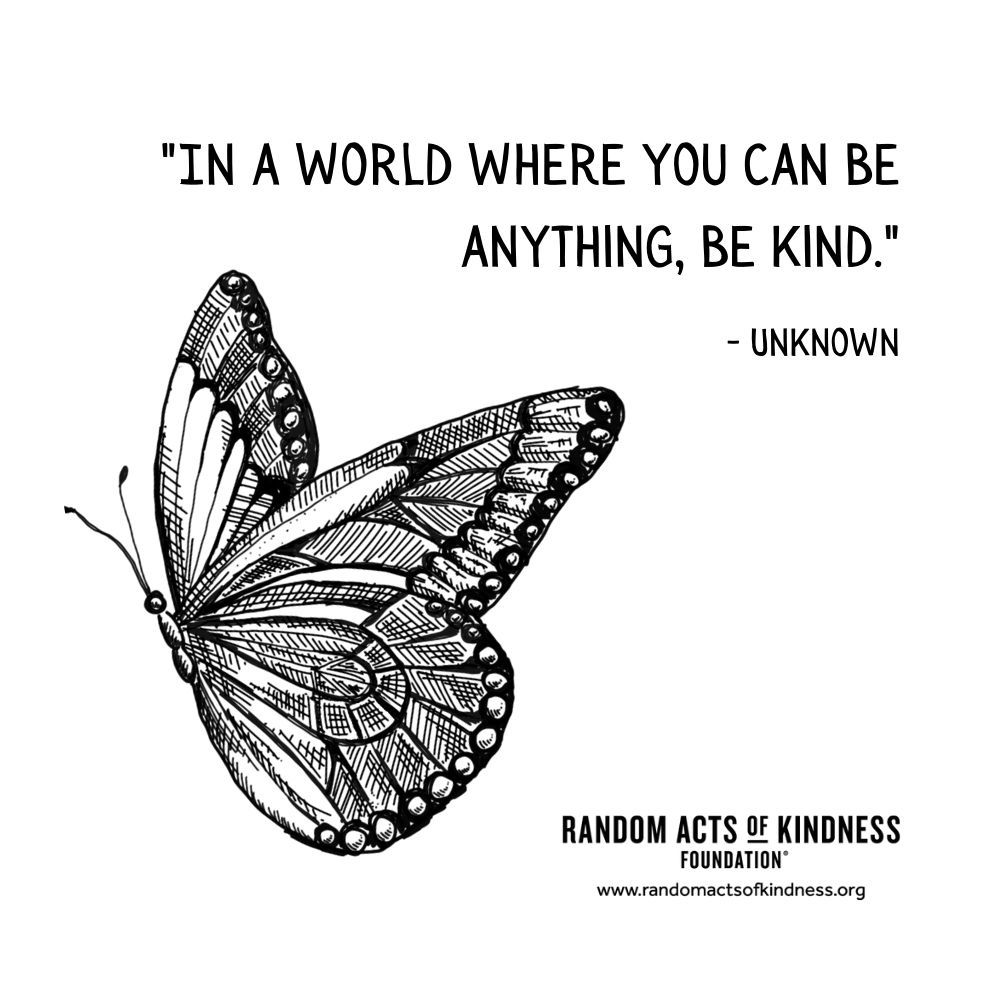 "IN A WORLD WHERE YOU CAN BE
ANYTHING, BE KIND."
- UNKNOWN
RANDOM ACTS OF KINDNESS
FOUNDATION®
www.randomactsofkindness.org